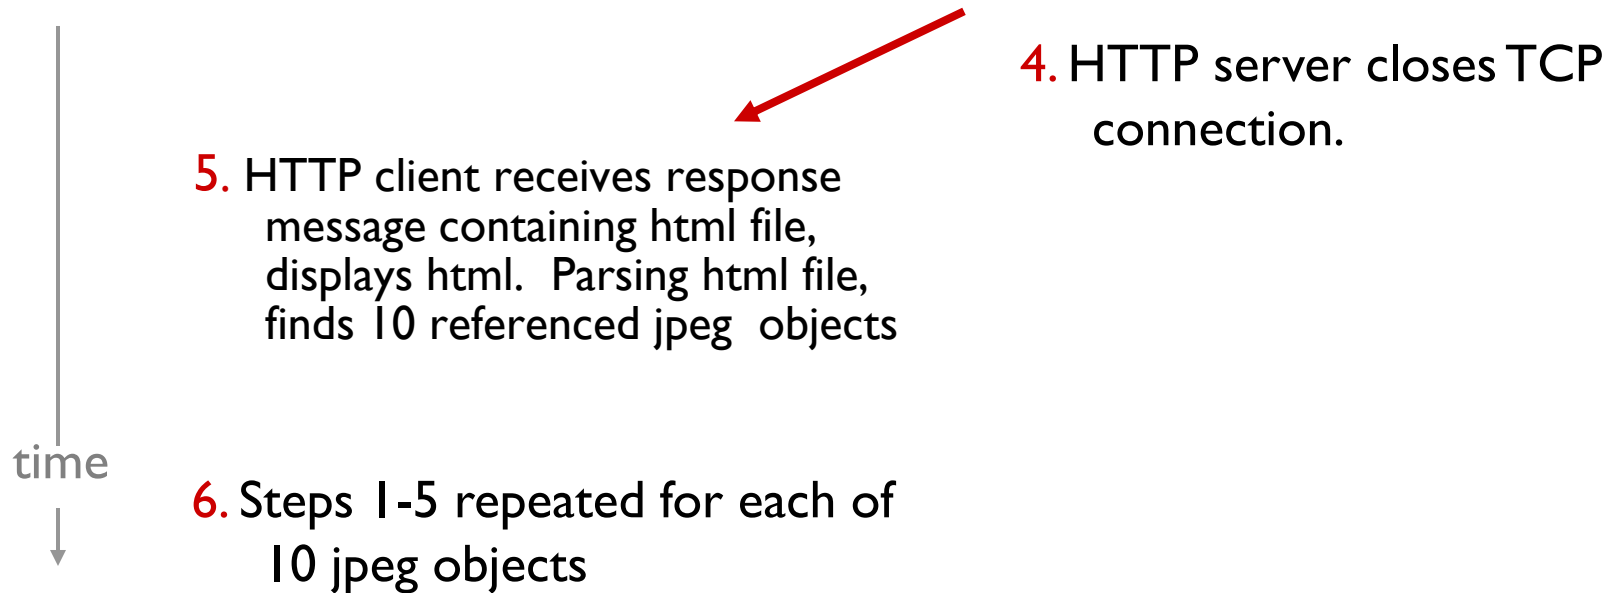 4. HTTP server closes TCP
connection.
5. HTTP client receives response
message containing html file,
displays html.  Parsing html file,
finds 10 referenced jpeg  objects
time
6. Steps 1-5 repeated for each of
10 jpeg objects